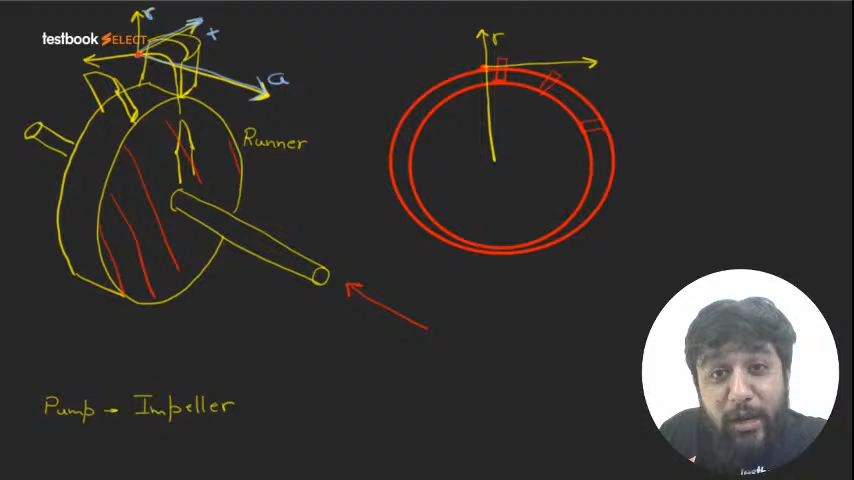 testbook SELECT
r
x
a
Runner
r
Pump → Impeller